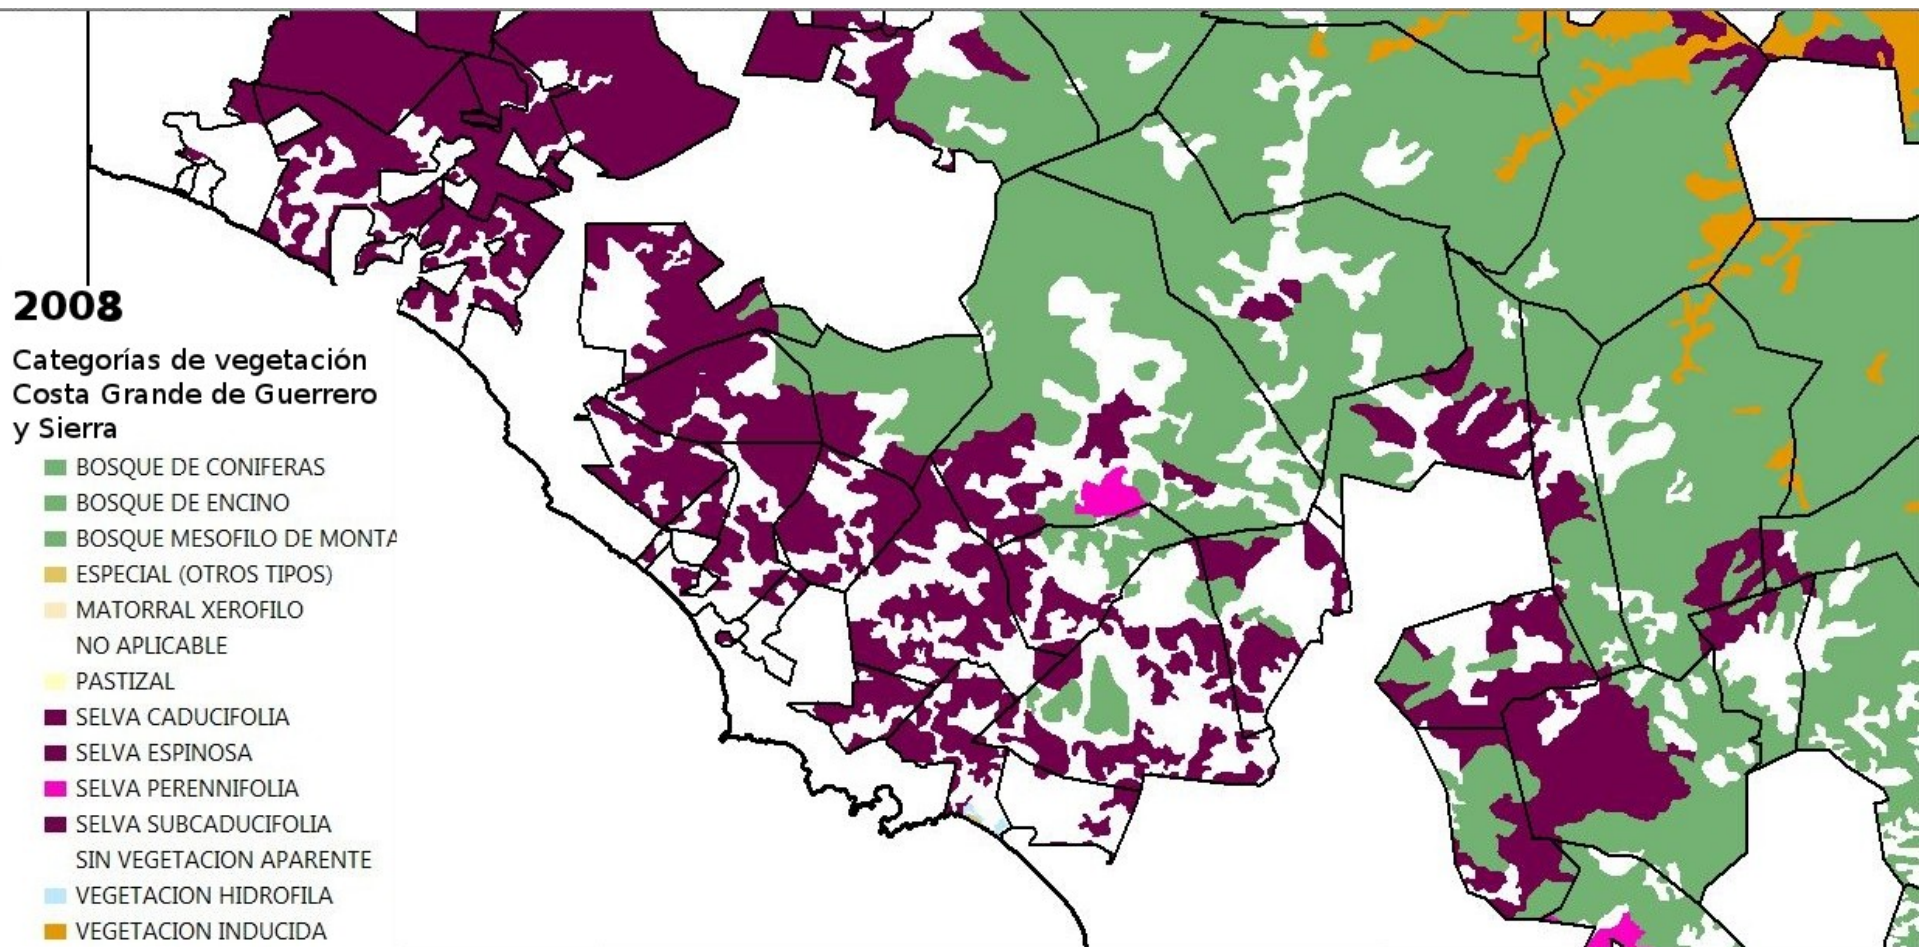 2008
Categorías de vegetación
Costa Grande de Guerrero
y Sierra
BOSQUE DE CONIFERAS
BOSQUE DE ENCINO
BOSQUE MESOFILO DE MONTA
ESPECIAL (OTROS TIPOS)
MATORRAL XEROFILO
NO APLICABLE
PASTIZAL
SELVA CADUCIFOLIA
SELVA ESPINOSA
SELVA PERENNIFOLIA
SELVA SUBCADUCIFOLIA
SIN VEGETACION APARENTE
VEGETACION HIDROFILA
VEGETACION INDUCIDA